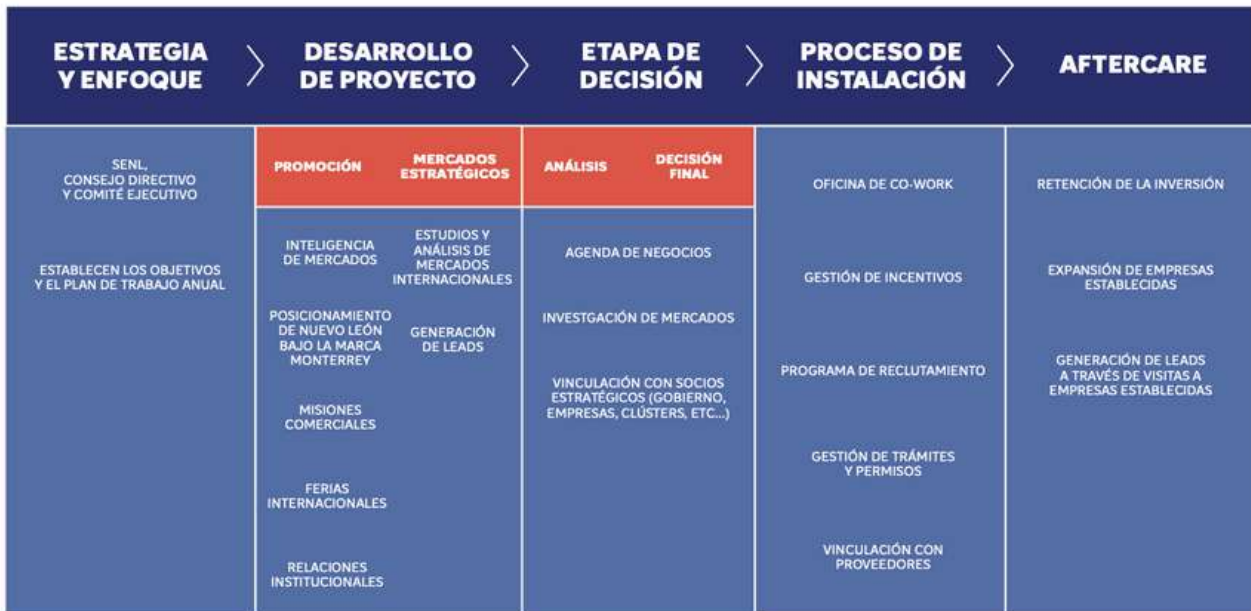 ESTRATEGIA
Y ENFOQUE
DESARROLLO
DE PROYECTO
ETAPA DE
DECISIÓN
PROCESO DE
INSTALACIÓN
AFTERCARE
SENL,
CONSEJO DIRECTIVO
Y COMITÉ EJECUTIVO
ESTABLECEN LOS OBJETIVOS
Y EL PLAN DE TRABAJO ANUAL
PROMOCIÓN
INTELIGENCIA
DE MERCADOS
POSICIONAMIENTO
DE NUEVO LEÓN
BAJO LA MARCA
MONTERREY
MISIONES
COMERCIALES
FERIAS
INTERNACIONALES
RELACIONES
INSTITUCIONALES
MERCADOS
ESTRATÉGICOS
ESTUDIOS Y
ANÁLISIS DE
MERCADOS
INTERNACIONALES
GENERACIÓN
DE LEADS
ANÁLISIS
DECISIÓN
FINAL
AGENDA DE NEGOCIOS
INVESTGACIÓN DE MERCADOS
VINCULACIÓN CON SOCIOS
ESTRATÉGICOS (GOBIERNO,
EMPRESAS, CLÚSTERS, ETC...)
OFICINA DE CO-WORK
GESTIÓN DE INCENTIVOS
PROGRAMA DE RECLUTAMIENTO
GESTIÓN DE TRÁMITES
Y PERMISOS
VINCULACIÓN CON
PROVEEDORES
RETENCIÓN DE LA INVERSIÓN
EXPANSIÓN DE EMPRESAS
ESTABLECIDAS
GENERACIÓN DE LEADS
A TRAVÉS DE VISITAS A
EMPRESAS ESTABLECIDAS